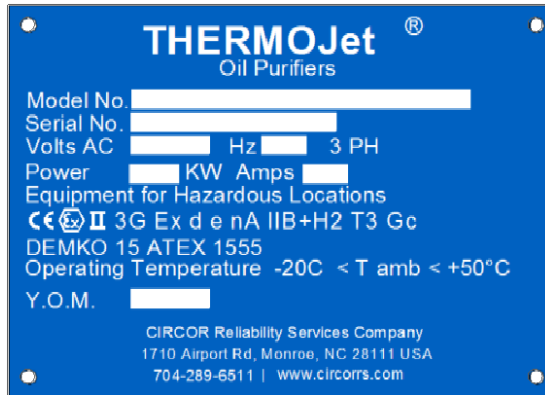 THERMOJet ®
Oil Purifiers
Model No.
Serial No.
Volts AC Hz 3 PH
Power KW Amps
Equipment for Hazardous Locations
CE Ex II 3G Ex d e nA IIB+H2 T3 Gc
DEMKO 15 ATEX 1555
Operating Temperature -20C < T amb < +50°C
Y.O.M.
CIRCOR Reliability Services Company
1710 Airport Rd, Monroe, NC 28111 USA
704-289-6511 | www.circorrs.com